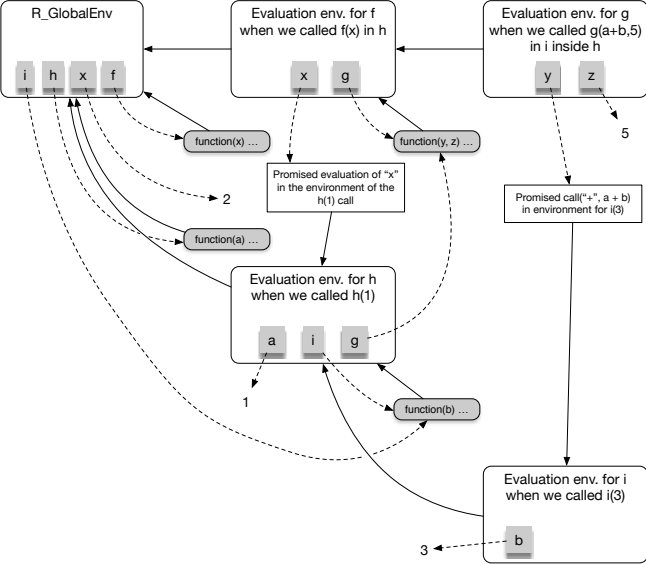 R_GlobalEnv
i h x f
Evaluation env. for f
when we called f(x) in h
x g
Evaluation env. for g
when we called g(a+b,5)
in i inside h
y z
function(x) …
function(y, z) …
5
Promised evaluation of “x”
in the environment of the
h(1) call
2
Promised call(“+”, a + b)
in environment for i(3)
function(a) …
Evaluation env. for h
when we called h(1)
a i g
1
function(b) …
Evaluation env. for i
when we called i(3)
b
3